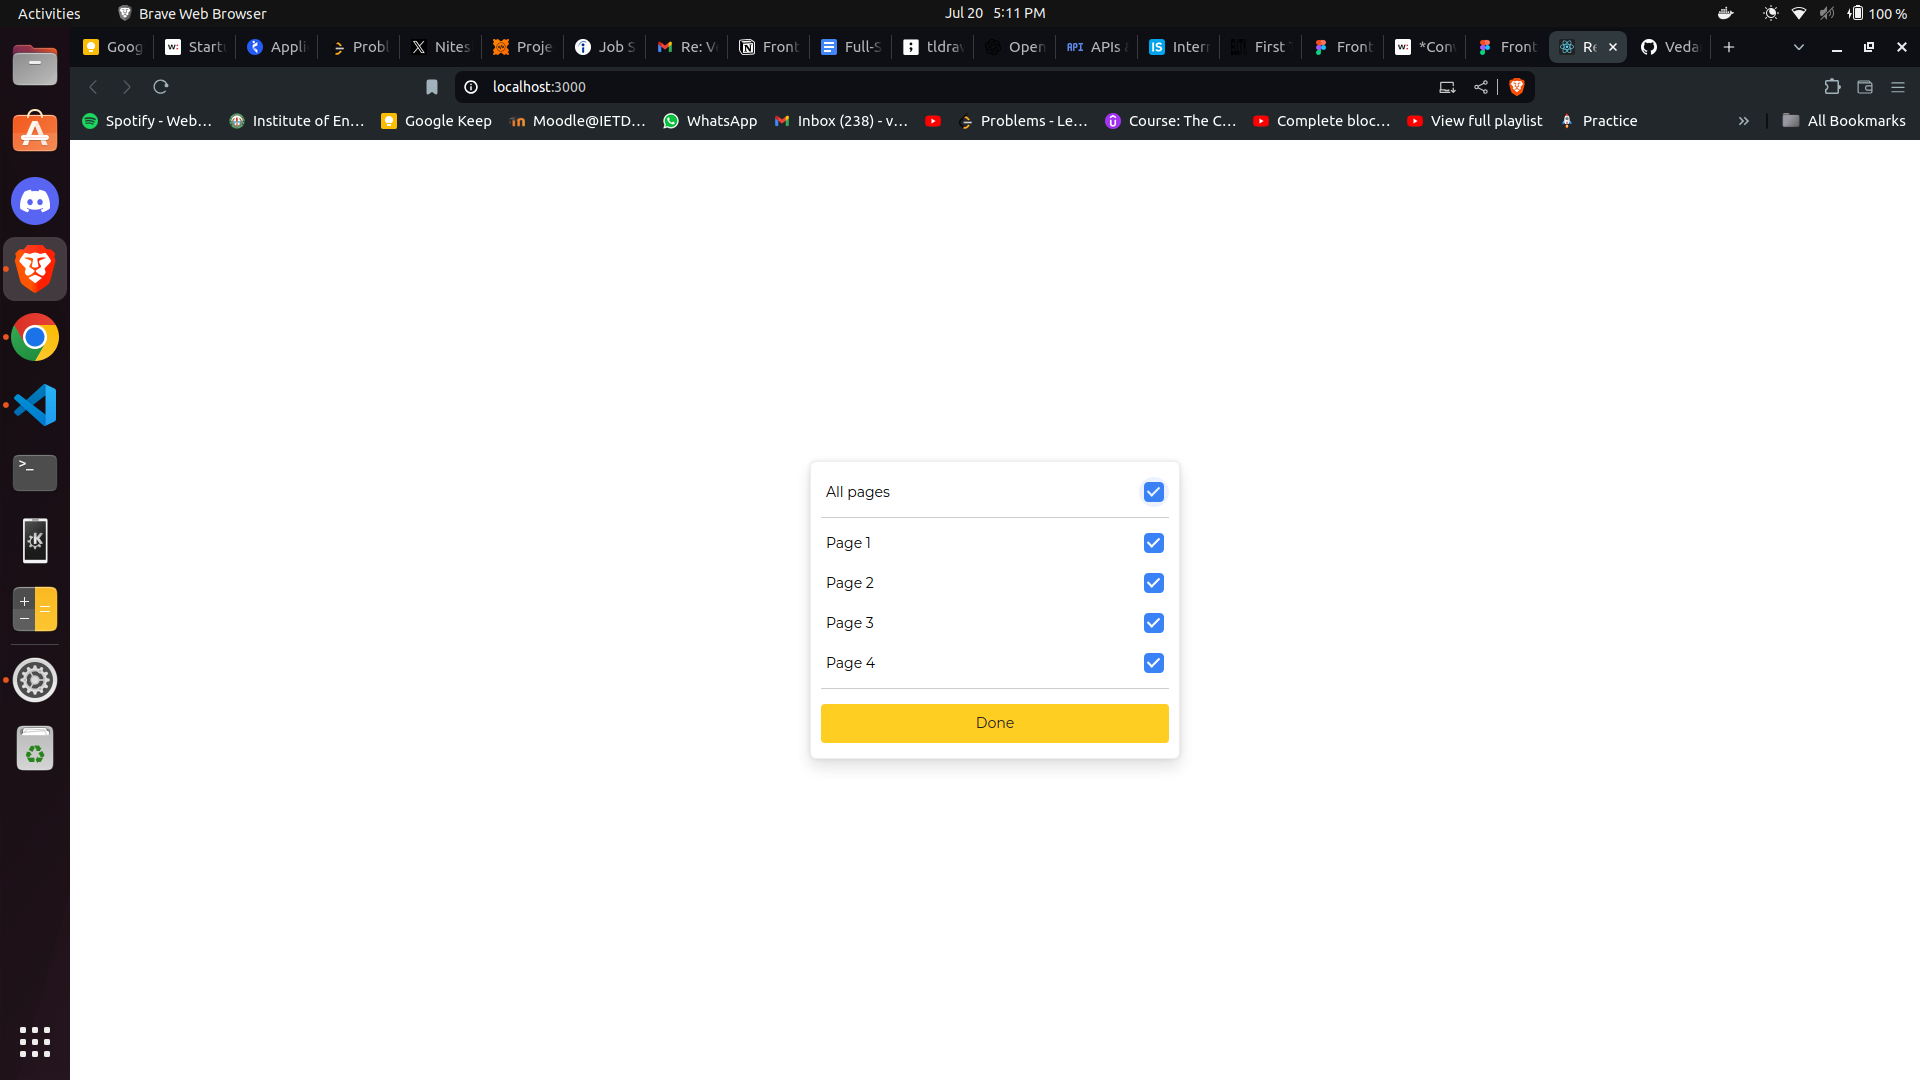 Activities Brave Web Browser Jul 20 5:11 PM 100 %
Goog Start Appli Probl Nites Proje Job S Re: V Front Full-S tldrav Open APIs Interr First Front *Con Front Re Veda
localhost:3000
Spotify - Web... Institute of En... Google Keep Moodle@IETD... WhatsApp Inbox (238) - v... Problems - Le... Course: The C... Complete bloc... View full playlist Practice » All Bookmarks
All pages
Page 1
Page 2
Page 3
Page 4
Done